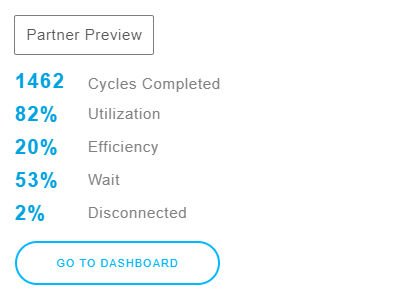 Partner Preview
1462 Cycles Completed
82% Utilization
20% Efficiency
53% Wait
2% Disconnected
GO TO DASHBOARD